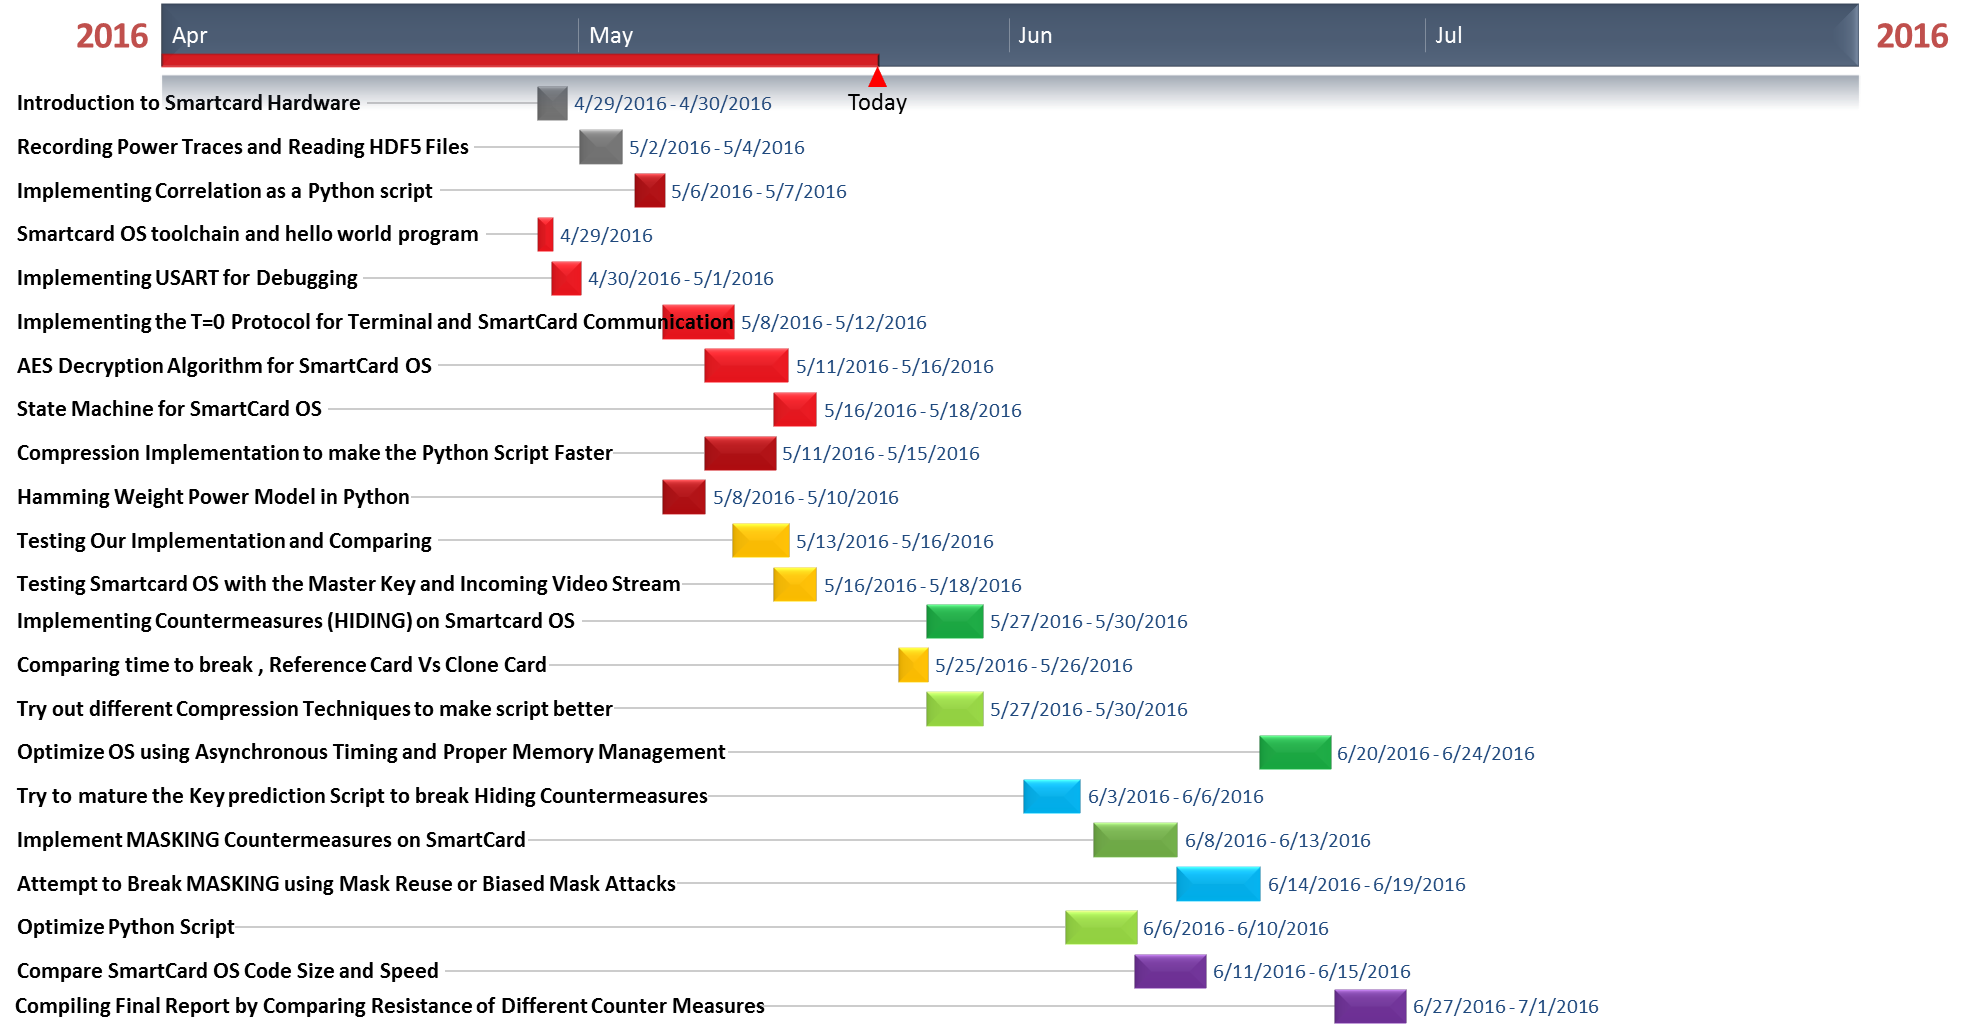 2016 Apr May Jun Jul 2016
Today
Introduction to Smartcard Hardware 4/29/2016 - 4/30/2016
Recording Power Traces and Reading HDF5 Files 5/2/2016 - 5/4/2016
Implementing Correlation as a Python script 5/6/2016 - 5/7/2016
Smartcard OS toolchain and hello world program 4/29/2016
Implementing USART for Debugging 4/30/2016 - 5/1/2016
Implementing the T=0 Protocol for Terminal and SmartCard Communication 5/8/2016 - 5/12/2016
AES Decryption Algorithm for SmartCard OS 5/11/2016 - 5/16/2016
State Machine for SmartCard OS 5/16/2016 - 5/18/2016
Compression Implementation to make the Python Script Faster 5/11/2016 - 5/15/2016
Hamming Weight Power Model in Python 5/8/2016 - 5/10/2016
Testing Our Implementation and Comparing 5/13/2016 - 5/16/2016
Testing Smartcard OS with the Master Key and Incoming Video Stream 5/16/2016 - 5/18/2016
Implementing Countermeasures (HIDING) on Smartcard OS 5/27/2016 - 5/30/2016
Comparing time to break , Reference Card Vs Clone Card 5/25/2016 - 5/26/2016
Try out different Compression Techniques to make script better 5/27/2016 - 5/30/2016
Optimize OS using Asynchronous Timing and Proper Memory Management 6/20/2016 - 6/24/2016
Try to mature the Key prediction Script to break Hiding Countermeasures 6/3/2016 - 6/6/2016
Implement MASKING Countermeasures on SmartCard 6/8/2016 - 6/13/2016
Attempt to Break MASKING using Mask Reuse or Biased Mask Attacks 6/14/2016 - 6/19/2016
Optimize Python Script 6/6/2016 - 6/10/2016
Compare SmartCard OS Code Size and Speed 6/11/2016 - 6/15/2016
Compiling Final Report by Comparing Resistance of Different Counter Measures 6/27/2016 - 7/1/2016